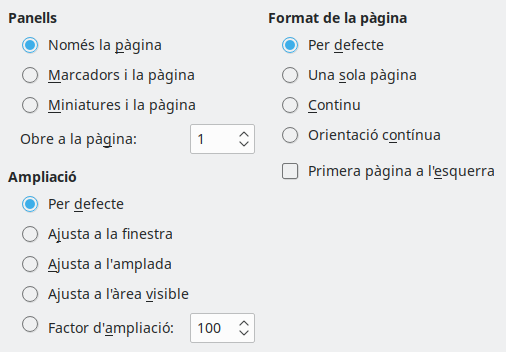 Panells
Només la pàgina
Marcadors i la pàgina
Miniatures i la pàgina
Obre a la pàgina:
1
Ampliació
Per defecte
Ajusta a la finestra
Ajusta a l'amplada
Ajusta a l'àrea visible
Factor d'ampliació:
100
Format de la pàgina
Per defecte
Una sola pàgina
Continu
Orientació contínua
Primera pàgina a l'esquerra